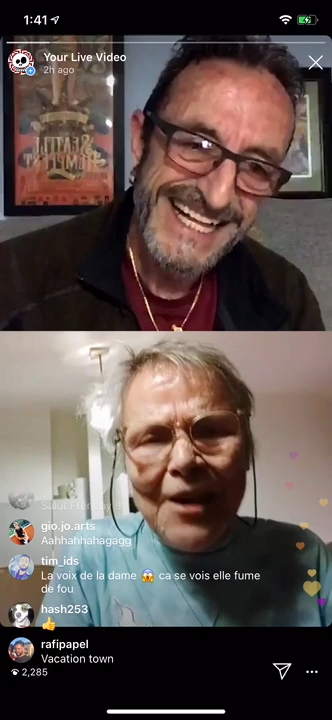 1:41
Your Live Video
2h ago
SEATTLE
gio.jo.arts
Aahhahhahagagg
tim_ids
La voix de la dame 😱 ca se vois elle fume
de fou
hash253
👍
rafipapel
Vacation town
2,285